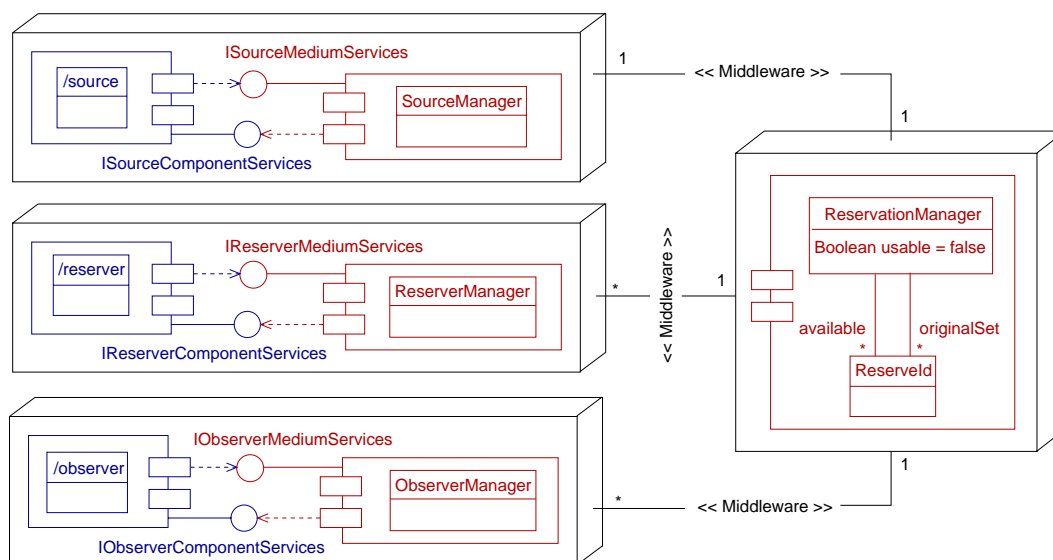 ISourceMediumServices
/source
SourceManager
ISourceComponentServices
1
<< Middleware >>
1
IReserverMediumServices
/reserver
ReserverManager
IReserverComponentServices
*
<< Middleware >>
1
ReservationManager
Boolean usable = false
available
originalSet
*
*
ReserveId
IObserverMediumServices
/observer
ObserverManager
IObserverComponentServices
*
<< Middleware >>
1